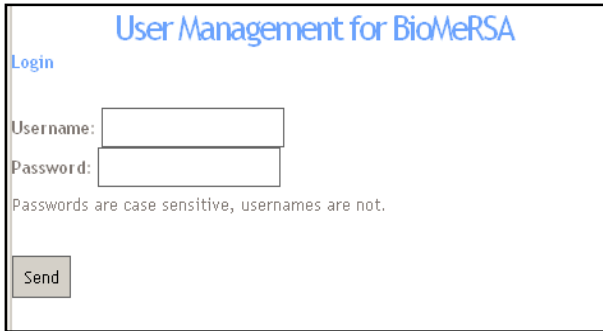 User Management for BioMeRSA
Login
Username:
Password:
Passwords are case sensitive, usernames are not.
Send